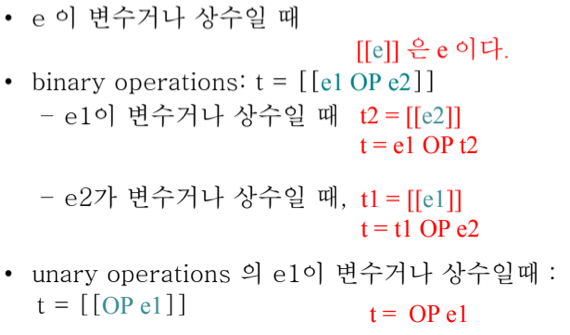 • e 이 변수거나 상수일 때
[[e]] 은 e 이다.
• binary operations: t = [[e1 OP e2]]
– e1이 변수거나 상수일 때 t2 = [[e2]]
t = e1 OP t2
– e2가 변수거나 상수일 때, t1 = [[e1]]
t = t1 OP e2
• unary operations 의 e1이 변수거나 상수일때 :
t = [[OP e1]] t = OP e1